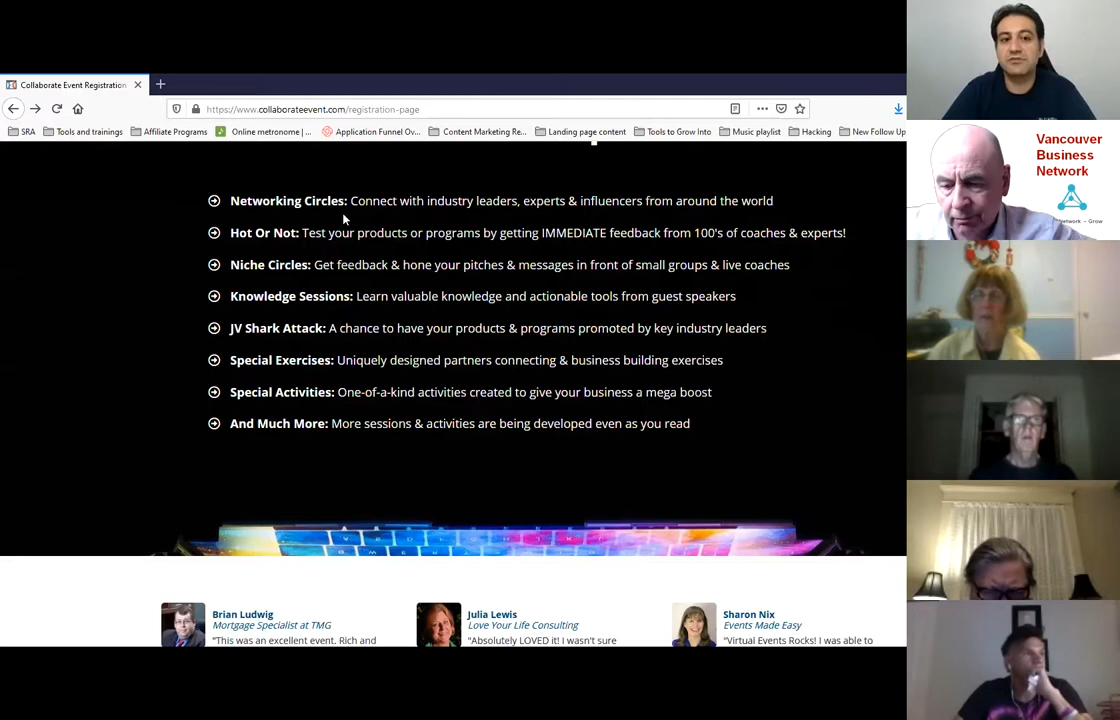 Collaborate Event Registration
https://www.collaborateevent.com/registration-page
SRA
Tools and trainings
Affiliate Programs
Online metronome | ...
Application Funnel Ov...
Content Marketing Re...
Landing page content
Tools to Grow Into
Music playlist
Hacking
New Follow Up
Networking Circles: Connect with industry leaders, experts & influencers from around the world
Hot Or Not: Test your products or programs by getting IMMEDIATE feedback from 100's of coaches & experts!
Niche Circles: Get feedback & hone your pitches & messages in front of small groups & live coaches
Knowledge Sessions: Learn valuable knowledge and actionable tools from guest speakers
JV Shark Attack: A chance to have your products & programs promoted by key industry leaders
Special Exercises: Uniquely designed partners connecting & business building exercises
Special Activities: One-of-a-kind activities created to give your business a mega boost
And Much More: More sessions & activities are being developed even as you read
Brian Ludwig
Mortgage Specialist at TMG
"This was an excellent event. Rich and
Julia Lewis
Love Your Life Consulting
"Absolutely LOVED it! I wasn't sure
Sharon Nix
Events Made Easy
"Virtual Events Rocks! I was able to
Vancouver
Business
Network
Network ~ Grow